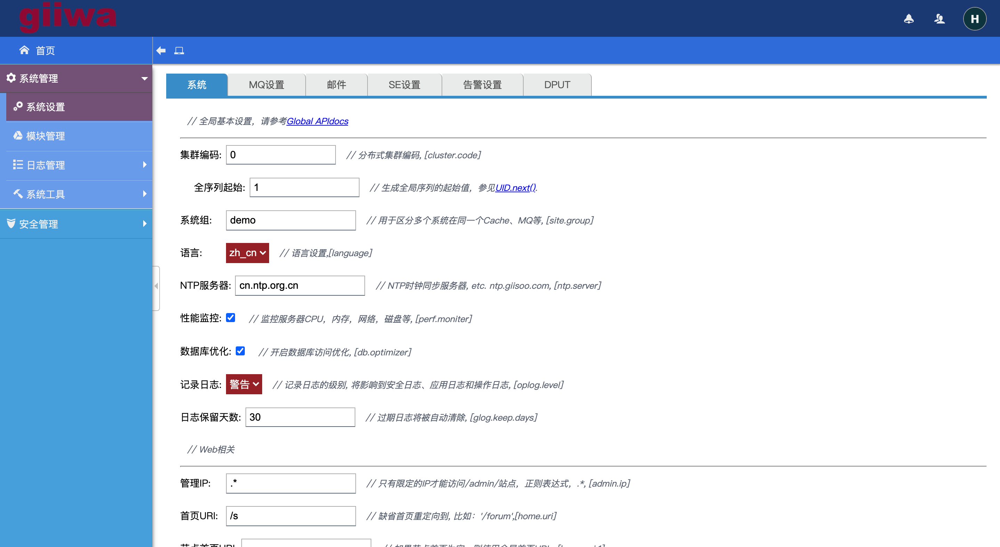 giiwa
H
首页
系统管理
系统设置
模块管理
日志管理
系统工具
安全管理
系统 MQ设置 邮件 SE设置 告警设置 DPUT
// 全局基本设置，请参考Global APIdocs
集群编码: 0 // 分布式集群编码, [cluster.code]
全序列起始: 1 // 生成全局序列的起始值，参见UID.next().
系统组: demo // 用于区分多个系统在同一个Cache、MQ等, [site.group]
语言: zh_cn // 语言设置,[language]
NTP服务器: cn.ntp.org.cn // NTP时钟同步服务器, etc. ntp.giisoo.com, [ntp.server]
性能监控: // 监控服务器CPU，内存，网络，磁盘等, [perf.moniter]
数据库优化: // 开启数据库访问优化, [db.optimizer]
记录日志: 警告 // 记录日志的级别, 将影响到安全日志、应用日志和操作日志, [oplog.level]
日志保留天数: 30 // 过期日志将被自动清除, [glog.keep.days]
// Web相关
管理IP: .* // 只有限定的IP才能访问/admin/站点，正则表达式，.*, [admin.ip]
首页URI: /s // 缺省首页重定向到, 比如：'/forum',[home.uri]